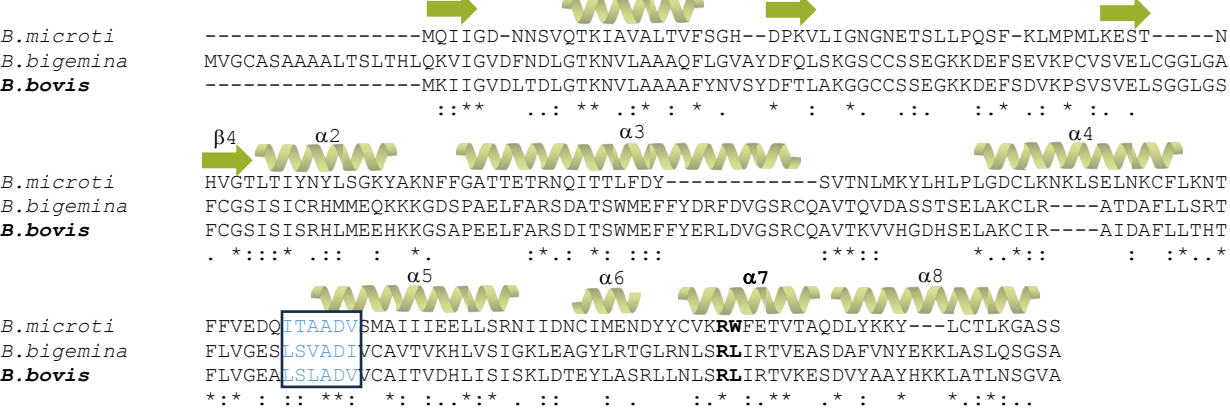 B.microti -----------------MQIIGD-NNSVQTKIAVALTVFSGH--DPKVLIGNGNETSLLPQSF-KLMPMLKEST-----N
B.bigemina MVGCASAAAALTSLTHLQKVIGVDFNDLGTKNVLAAAQFLGVAYDFQLSKGSCCSSEGKKDEFSEVKPCVSVELCGGLGA
B.bovis -----------------MKIIGVDLTDLGTKNVLAAAAFYNVSYDFTLAKGGCCSSEGKKDEFSDVKPSVSVELSGGLGS
::** ..: ** .: : * . * : *. .:. :.: * :. .
β4 α2 α3 α4
B.microti HVGTLTIYNYLSGKYAKNFFGATTETRNQITTLFDY------------SVTNLMKYLHLPLGDCLKNKLSELNKCFLKNT
B.bigemina FCGSISICRHMMEQKKKGDSPAELFARSDATSWMEFFYDRFDVGSRCQAVTQVDASSTSELAKCLR----ATDAFLLSRT
B.bovis FCGSISISRHLMEEHKKGSAPEELFARSDITSWMEFFYERLDVGSRCQAVTKVVHGDHSELAKCIR----AIDAFLLTHT
. *:::* .:: : *. :*.: *: ::: :**:: *..*:: : :*..*
α5 α6 α7 α8
B.microti FFVEDQITAADVSMAIIIEELLSRNIIDNCIMENDYYCVKRWFETVTAQDLYKKY---LCTLKGASS
B.bigemina FLVGESLSVADIVCAVTVKHLVSIGKLEAGYLRTGLRNLSRLIRTVEASDAFVNYEKKLASLQSGSA
B.bovis FLVGEALSLADVVCAITVDHLISISKLDTEYLASRLLNLSRLIRTVKESDVYAAYHKKLATLNSGVA
*:* : :: **: *: :..*:* . :: : . :.* :.** .* : * *.:*:..